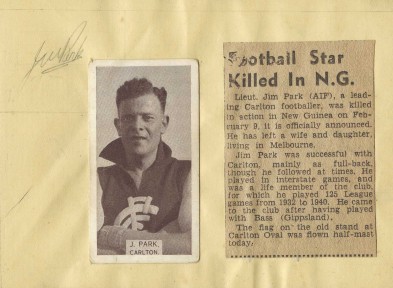 Jim Park
J. PARK,
CARLTON
Football Star
Killed In N.G.
Lieut. Jim Park (AIF), a lead-
ing Carlton footballer, was killed
in action in New Guinea on Feb-
ruary 9, it is officially announced.
He has left a wife and daughter,
living in Melbourne.
Jim Park was successful with
Carlton, mainly as full-back,
though he followed at times. He
played in interstate games, and
was a life member of the club,
for which he played 125 League
games from 1932 to 1940. He came
to the club after having played
with Bass (Gippsland).
The flag on the old stand at
Carlton Oval was flown half-mast
today.